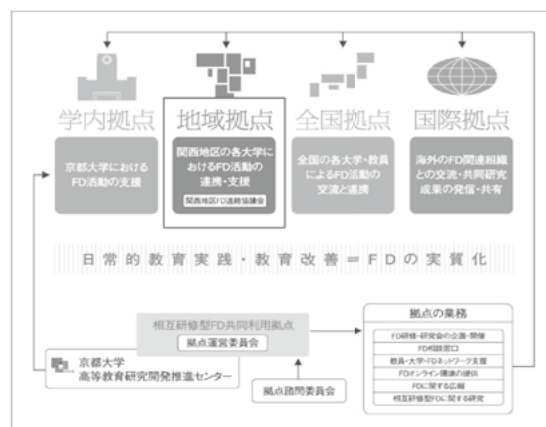 学内拠点
地域拠点
全国拠点
国際拠点
京都大学における
FD活動の支援
関西地区の各大学に
おけるFD活動の
連携・支援
関西地区FD連絡協議会
全国の各大学・教員
によるFD活動の
交流と連携
海外のFD関連組織
との交流・共同研究
成果の発信・共有
日常的教育実践・教育改善＝FDの実質化
相互研修型FD共同利用拠点
拠点運営委員会
京都大学
高等教育研究開発推進センター
拠点諮問委員会
拠点の業務
FD研修・研究会の企画・開催
FD相談窓口
教員・大学・FDネットワーク支援
FDオンライン環境の提供
FDに関する広報
相互研修型FDに関する研究